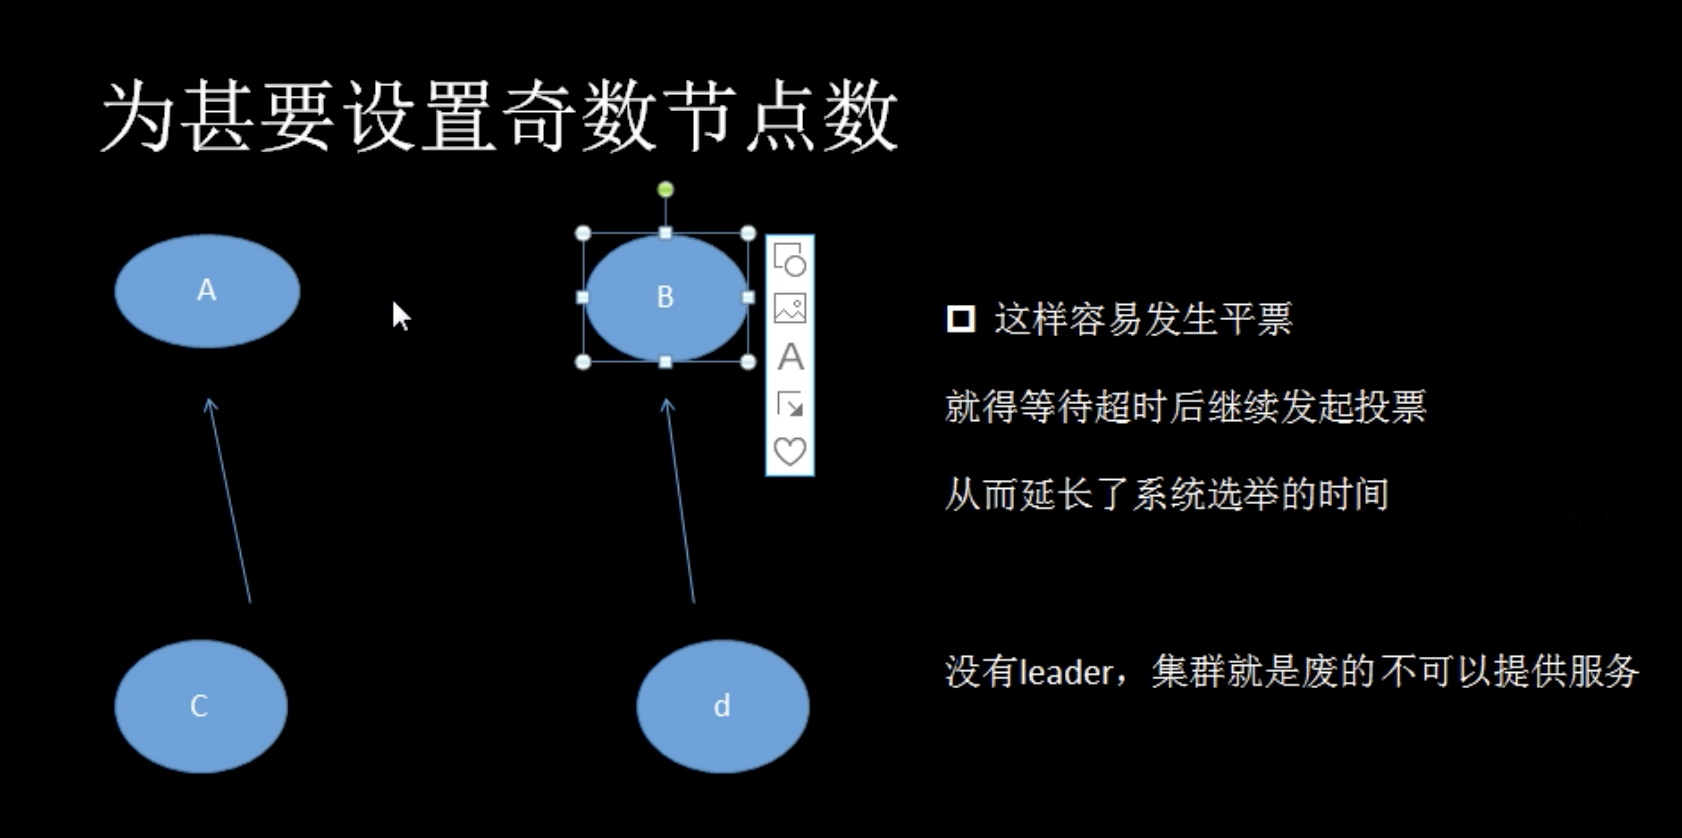 为甚要设置奇数节点数
A
B
A
这样容易发生平票
就得等待超时后继续发起投票
从而延长了系统选举的时间
没有leader，集群就是废的 不可以提供服务
C
d